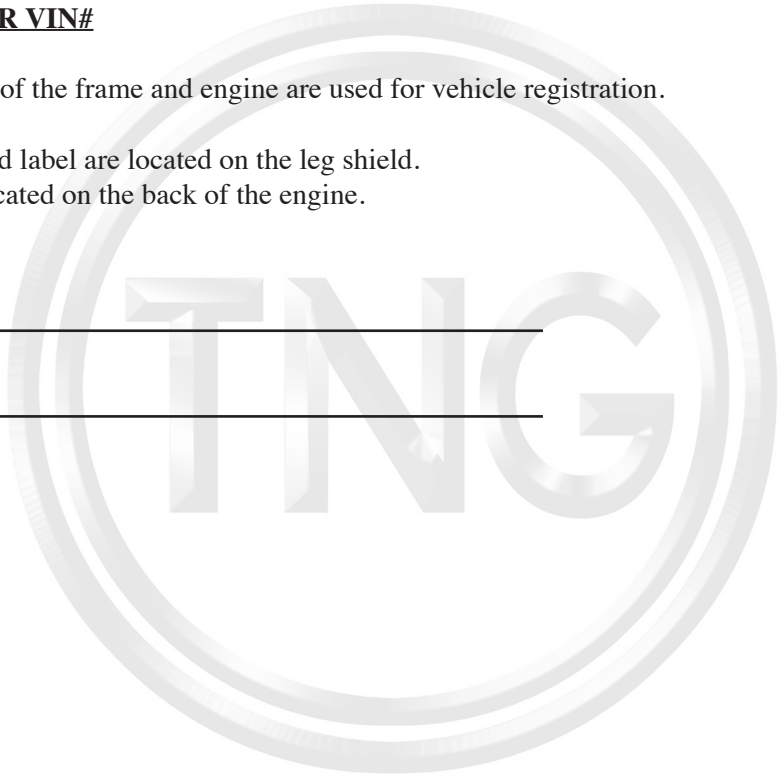 R VIN#
of the frame and engine are used for vehicle registration.
d label are located on the leg shield.
cated on the back of the engine.
TNG